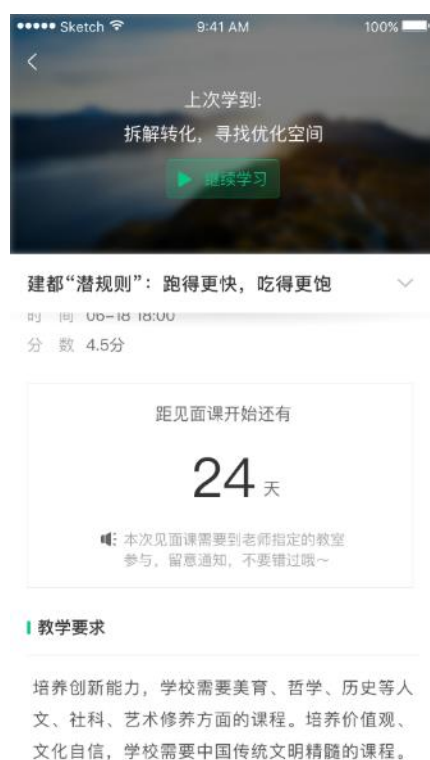 Sketch 9:41 AM 100%
上次学到:
拆解转化，寻找优化空间
继续学习
建都“潜规则”：跑得更快，吃得更饱
时 间 06-18 18:00
分 数 4.5分
距见面课开始还有
24 天
本次见面课需要到老师指定的教室
参与，留意通知，不要错过哦～
教学要求
培养创新能力，学校需要美育、哲学、历史等人
文、社科、艺术修养方面的课程。培养价值观、
文化自信，学校需要中国传统文明精髓的课程。